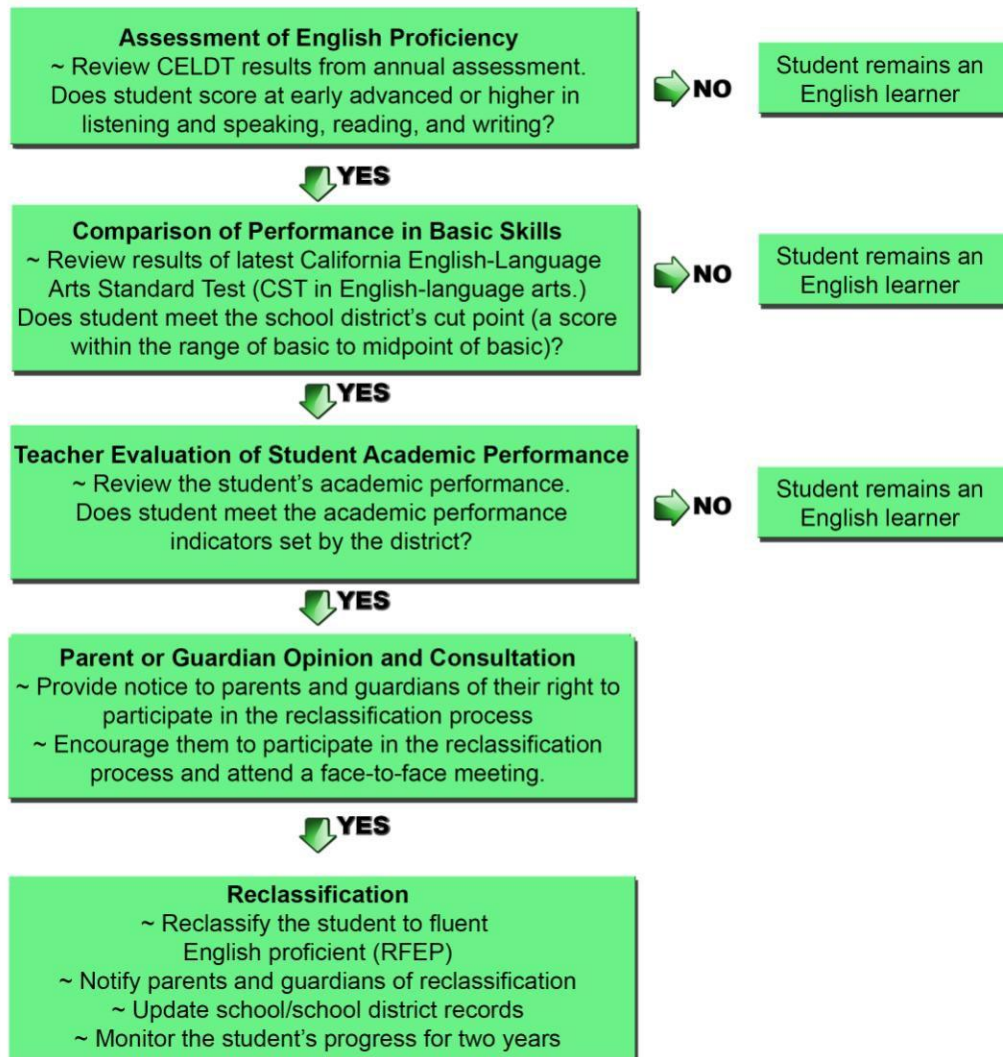 Assessment of English Proficiency
~ Review CELDT results from annual assessment.
Does student score at early advanced or higher in
listening and speaking, reading, and writing?
NO
Student remains an
English learner
YES
Comparison of Performance in Basic Skills
~ Review results of latest California English-Language
Arts Standard Test (CST in English-language arts.)
Does student meet the school district's cut point (a score
within the range of basic to midpoint of basic)?
NO
Student remains an
English learner
YES
Teacher Evaluation of Student Academic Performance
~ Review the student's academic performance.
Does student meet the academic performance
indicators set by the district?
NO
Student remains an
English learner
YES
Parent or Guardian Opinion and Consultation
~ Provide notice to parents and guardians of their right to
participate in the reclassification process
~ Encourage them to participate in the reclassification
process and attend a face-to-face meeting.
YES
Reclassification
~ Reclassify the student to fluent
English proficient (RFEP)
~ Notify parents and guardians of reclassification
~ Update school/school district records
~ Monitor the student's progress for two years